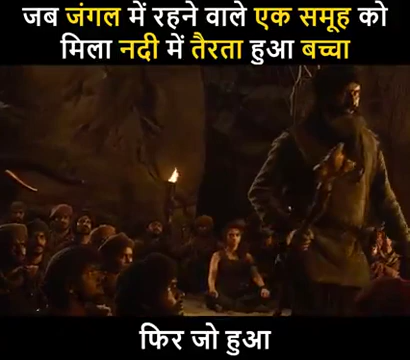 जब जंगल में रहने वाले एक समूह को
मिला नदी में तैरता हुआ बच्चा
फिर जो हुआ